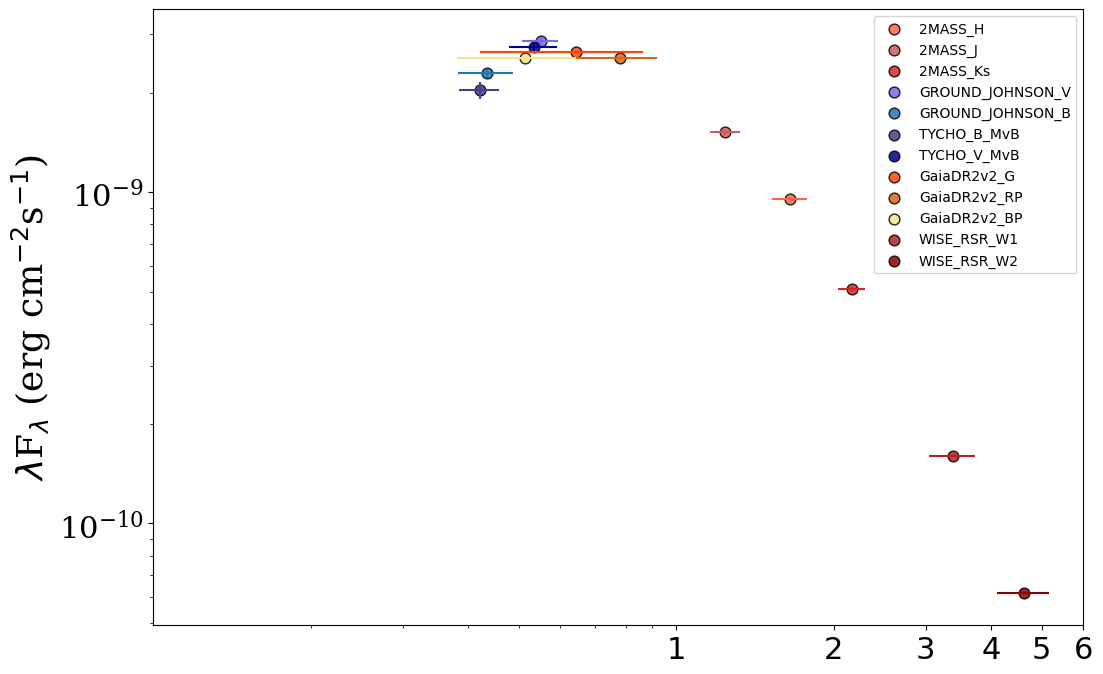 2MASS_H
2MASS_J
2MASS_Ks
GROUND_JOHNSON_V
GROUND_JOHNSON_B
TYCHO_B_MvB
TYCHO_V_MvB
GaiaDR2v2_G
GaiaDR2v2_RP
GaiaDR2v2_BP
WISE_RSR_W1
WISE_RSR_W2
λF_λ (erg cm⁻²s⁻¹)
10⁻⁹
10⁻¹⁰
1 2 3 4 5 6